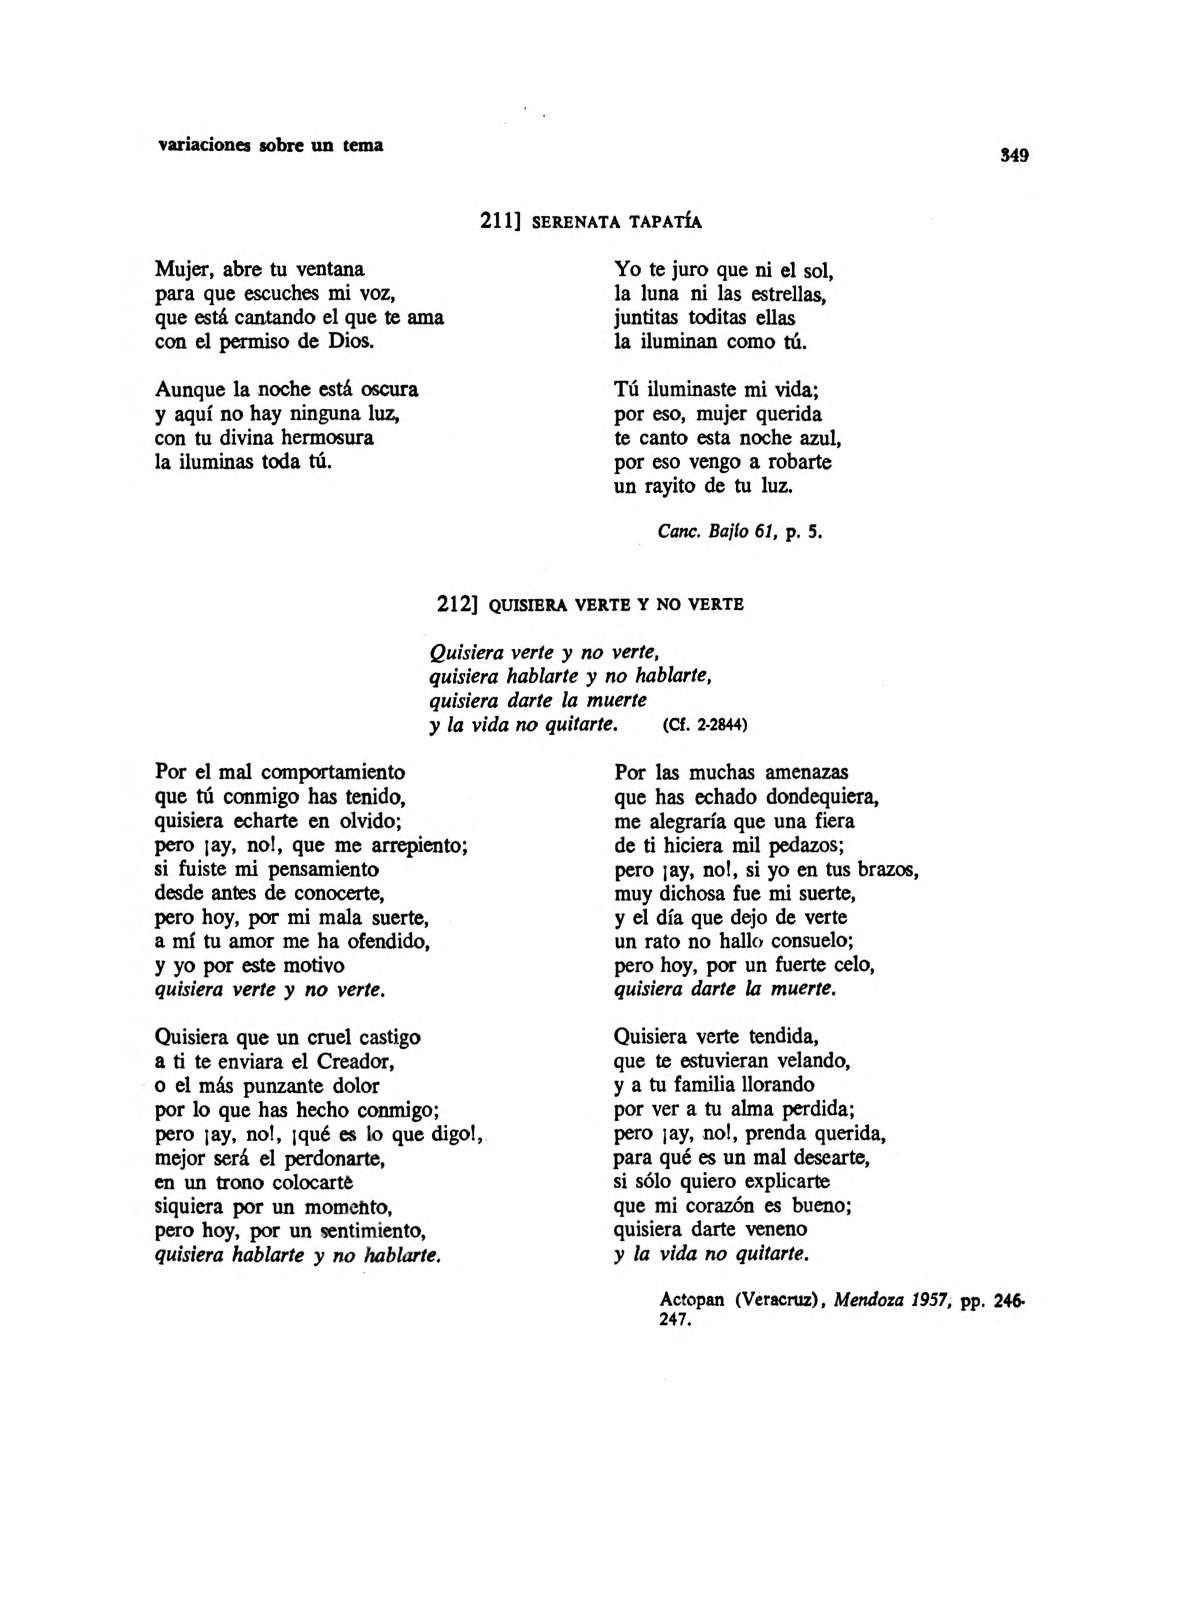 variaciones sobre un tema
349
211] SERENATA TAPATÍA
Mujer, abre tu ventana
para que escuches mi voz,
que está cantando el que te ama
con el permiso de Dios.
Aunque la noche está oscura
y aquí no hay ninguna luz,
con tu divina hermosura
la iluminas toda tú.
Yo te juro que ni el sol,
la luna ni las estrellas,
juntitas toditas ellas
la iluminan como tú.
Tú iluminaste mi vida;
por eso, mujer querida
te canto esta noche azul,
por eso vengo a robarte
un rayito de tu luz.
Canc. Bajío 61, p. 5.
212] QUISIERA VERTE Y NO VERTE
Quisiera verte y no verte,
quisiera hablarte y no hablarte,
quisiera darte la muerte
y la vida no quitarte. (Cf. 2-2844)
Por el mal comportamiento
que tú conmigo has tenido,
quisiera echarte en olvido;
pero ¡ay, no!, que me arrepiento;
si fuiste mi pensamiento
desde antes de conocerte,
pero hoy, por mi mala suerte,
a mí tu amor me ha ofendido,
y yo por este motivo
quisiera verte y no verte.
Quisiera que un cruel castigo
a ti te enviara el Creador,
o el más punzante dolor
por lo que has hecho conmigo;
pero ¡ay, no!, ¡qué es lo que digo!,
mejor será el perdonarte,
en un trono colocarte
siquiera por un momento,
pero hoy, por un sentimiento,
quisiera hablarte y no hablarte.
Por las muchas amenazas
que has echado dondequiera,
me alegraría que una fiera
de ti hiciera mil pedazos;
pero ¡ay, no!, si yo en tus brazos,
muy dichosa fue mi suerte,
y el día que dejo de verte
un rato no hallo consuelo;
pero hoy, por un fuerte celo,
quisiera darte la muerte.
Quisiera verte tendida,
que te estuvieran velando,
y a tu familia llorando
por ver a tu alma perdida;
pero ¡ay, no!, prenda querida,
para qué es un mal desearte,
si sólo quiero explicarte
que mi corazón es bueno;
quisiera darte veneno
y la vida no quitarte.
Actopan (Veracruz), Mendoza 1957, pp. 246-
247.